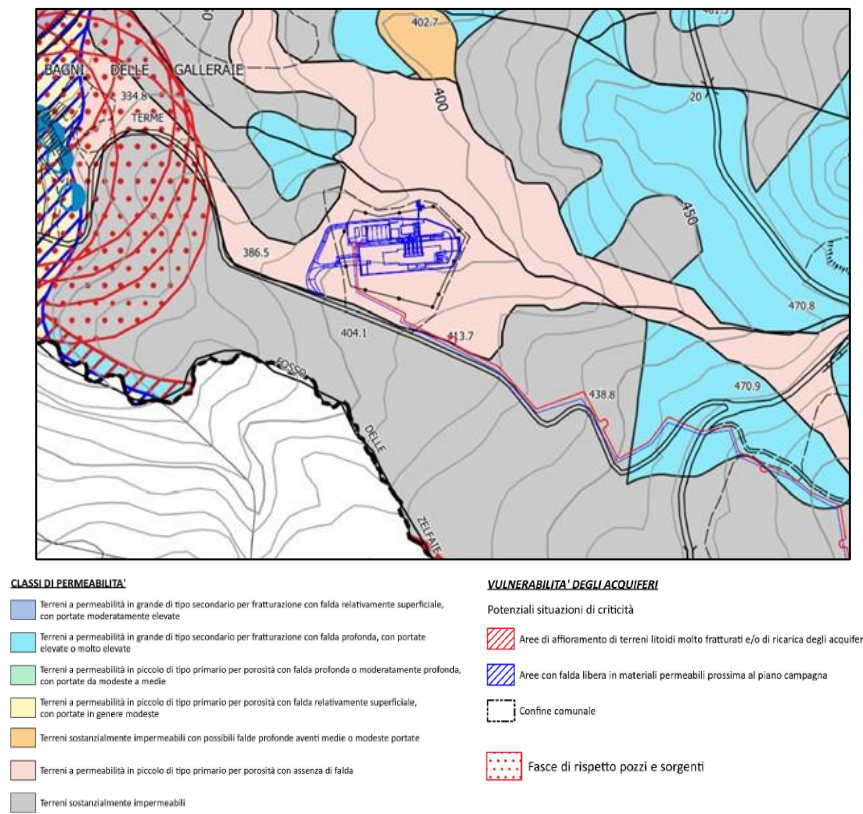 402.7
20
BAGNI DELLE GALLERAIE
400
334.8
TERME
450
386.5
470.8
404.1
413.7
FOSSO
438.8
470.9
DELLE
ZELFAIE
CLASSI DI PERMEABILITA'
Terreni a permeabilità in grande di tipo secondario per fratturazione con falda relativamente superficiale,
con portate moderatamente elevate
Terreni a permeabilità in grande di tipo secondario per fratturazione con falda profonda, con portate
elevate o molto elevate
Terreni a permeabilità in piccolo di tipo primario per porosità con falda profonda o moderatamente profonda,
con portate da modeste a medie
Terreni a permeabilità in piccolo di tipo primario per porosità con falda relativamente superficiale,
con portate in genere modeste
Terreni sostanzialmente impermeabili con possibili falde profonde aventi medie o modeste portate
Terreni a permeabilità in piccolo di tipo primario per porosità con assenza di falda
Terreni sostanzialmente impermeabili
VULNERABILITA' DEGLI ACQUIFERI
Potenziali situazioni di criticità
Aree di affioramento di terreni litoidi molto fratturati e/o di ricarica degli acquifer
Aree con falda libera in materiali permeabili prossima al piano campagna
Confine comunale
Fasce di rispetto pozzi e sorgenti